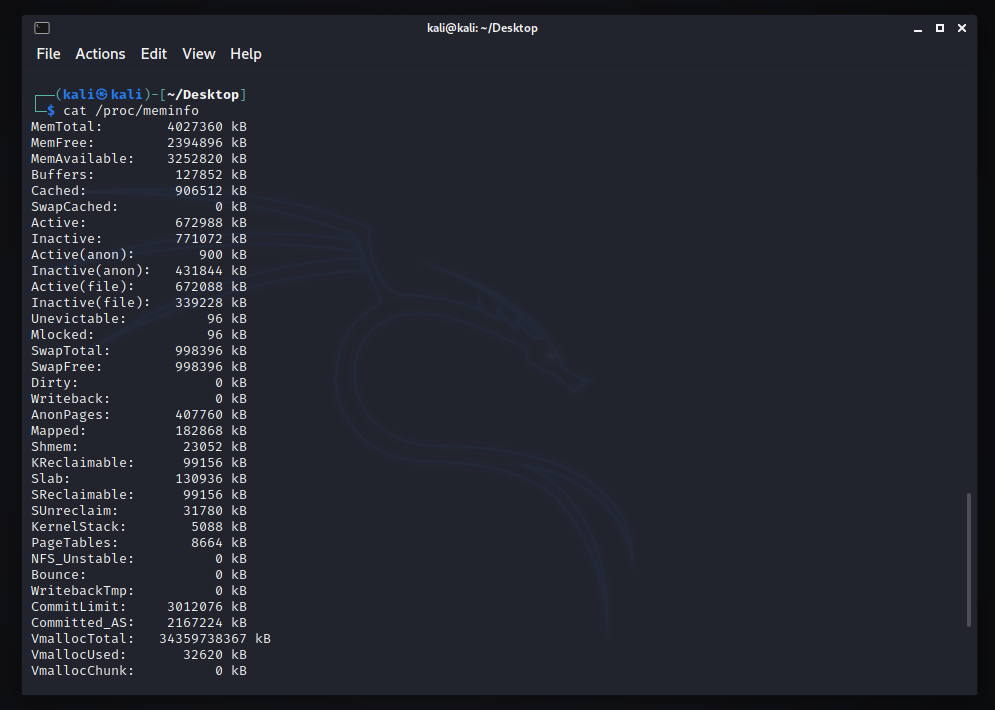 kali@kali: ~/Desktop
File Actions Edit View Help
┌──(kali㉿kali)-[~/Desktop]
└─$ cat /proc/meminfo
MemTotal:        4027360 kB
MemFree:         2394896 kB
MemAvailable:    3252820 kB
Buffers:          127852 kB
Cached:           906512 kB
SwapCached:            0 kB
Active:           672988 kB
Inactive:         771072 kB
Active(anon):        900 kB
Inactive(anon):   431844 kB
Active(file):     672088 kB
Inactive(file):   339228 kB
Unevictable:          96 kB
Mlocked:              96 kB
SwapTotal:        998396 kB
SwapFree:         998396 kB
Dirty:                 0 kB
Writeback:             0 kB
AnonPages:        407760 kB
Mapped:           182868 kB
Shmem:             23052 kB
KReclaimable:      99156 kB
Slab:             130936 kB
SReclaimable:      99156 kB
SUnreclaim:        31780 kB
KernelStack:        5088 kB
PageTables:         8664 kB
NFS_Unstable:          0 kB
Bounce:                0 kB
WritebackTmp:          0 kB
CommitLimit:     3012076 kB
Committed_AS:    2167224 kB
VmallocTotal:   34359738367 kB
VmallocUsed:       32620 kB
VmallocChunk:          0 kB